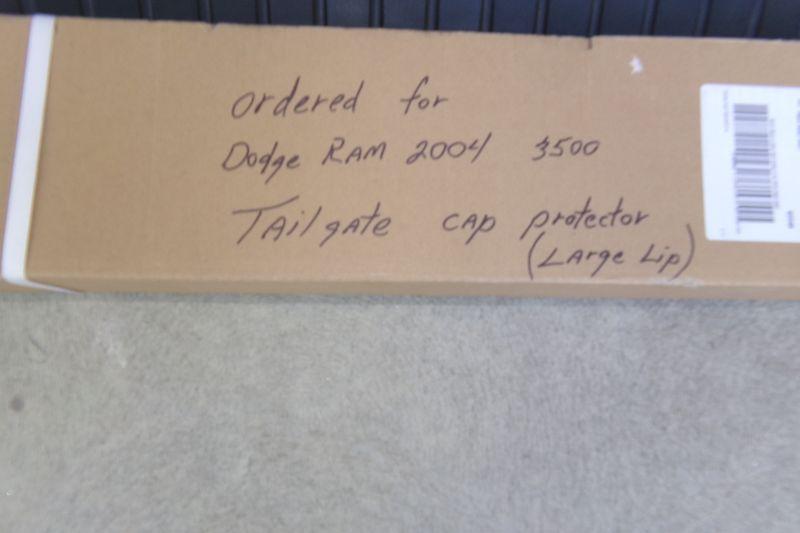 ordered for
Dodge RAM 2004 3500
TAilgATe cAp protector
(LArge Lip)